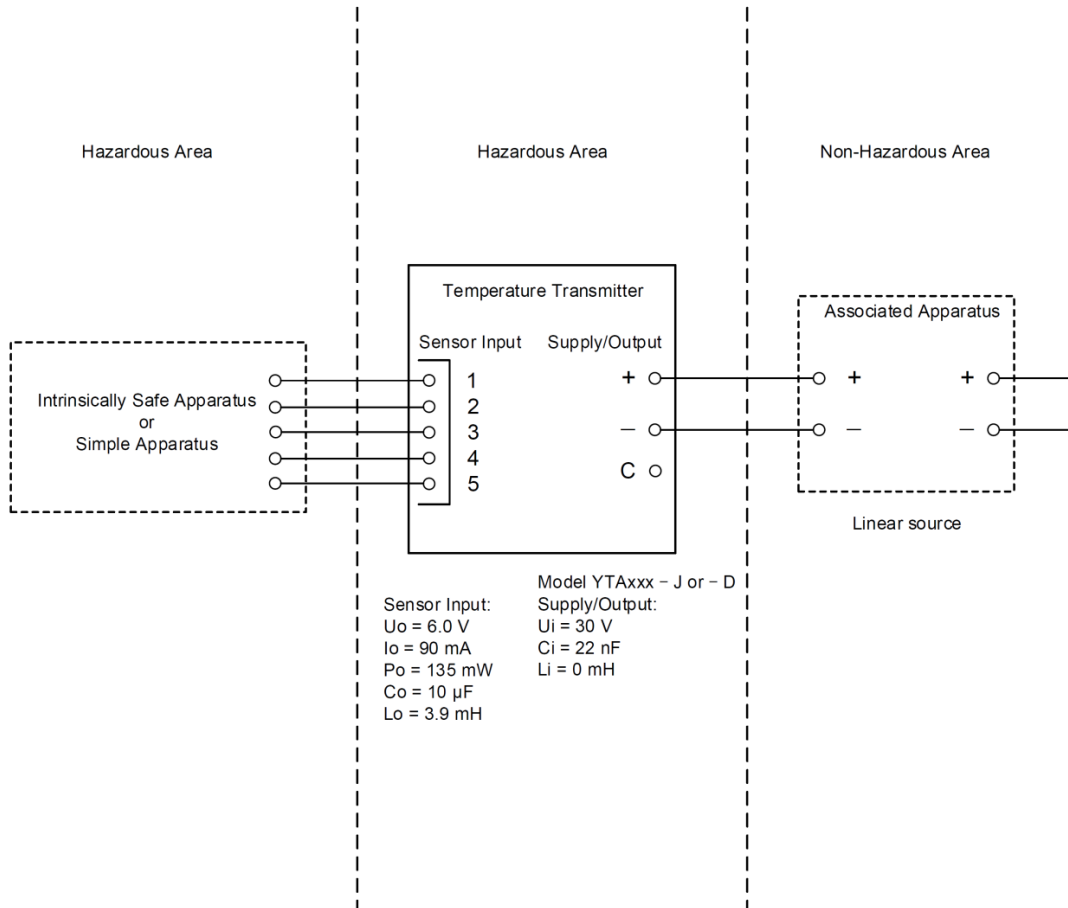 Hazardous Area
Hazardous Area
Non-Hazardous Area
Intrinsically Safe Apparatus
or
Simple Apparatus
Temperature Transmitter
Sensor Input
Supply/Output
1
2
3
4
5
+
−
C
Associated Apparatus
+
+
−
−
Linear source
Sensor Input:
Uo = 6.0 V
Io = 90 mA
Po = 135 mW
Co = 10 µF
Lo = 3.9 mH
Model YTAxxx − J or − D
Supply/Output:
Ui = 30 V
Ci = 22 nF
Li = 0 mH